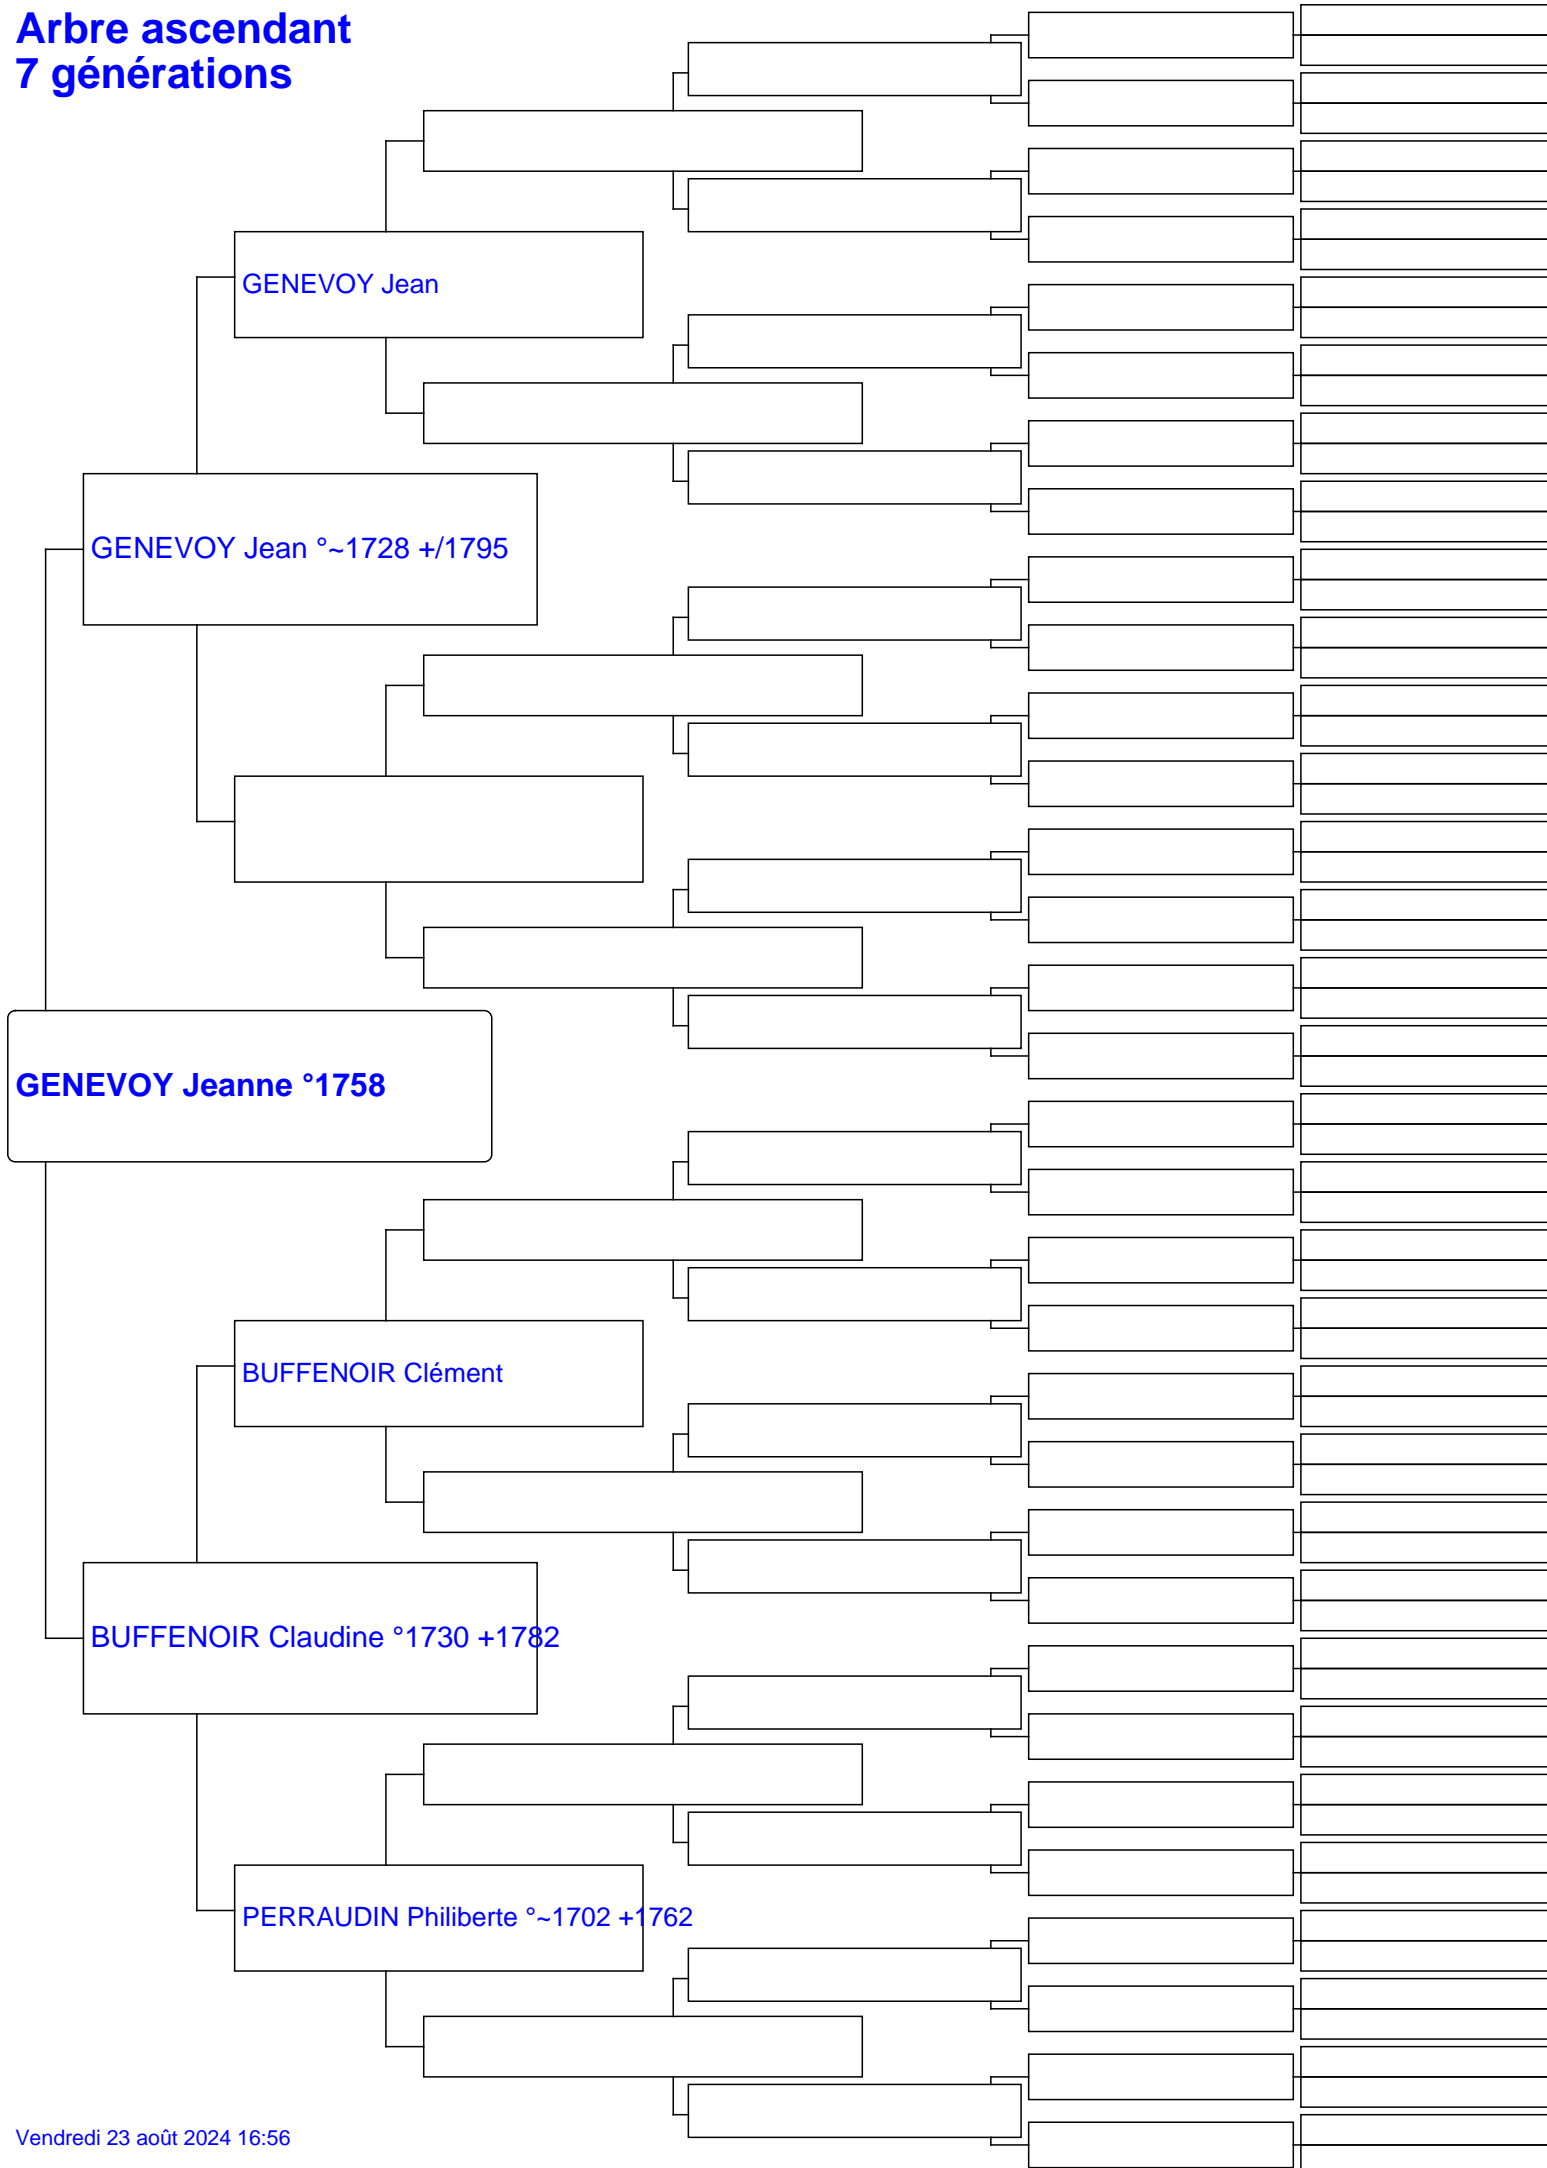 Arbre ascendant
7 générations
GENEVOY Jean
GENEVOY Jean °~1728 +/1795
GENEVOY Jeanne °1758
BUFFENOIR Clément
BUFFENOIR Claudine °1730 +1782
PERRAUDIN Philiberte °~1702 +1762
Vendredi 23 août 2024 16:56